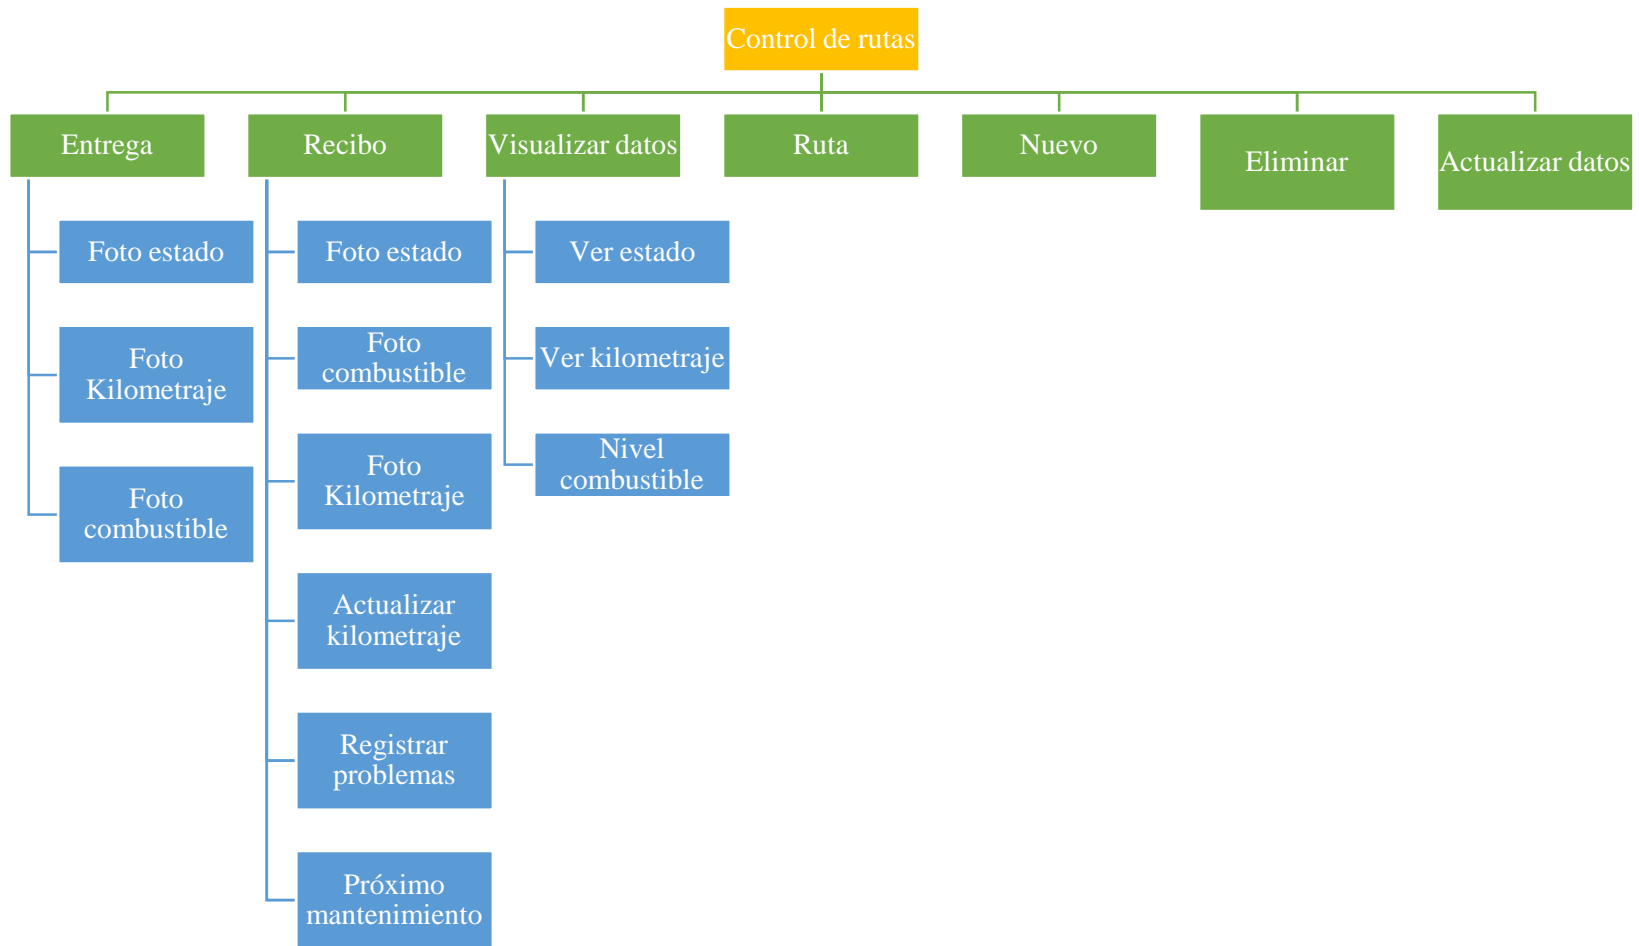 Control de rutas
Entrega
Recibo
Visualizar datos
Ruta
Nuevo
Eliminar
Actualizar datos
Foto estado
Foto
Kilometraje
Foto
combustible
Foto estado
Foto
combustible
Foto
Kilometraje
Actualizar
kilometraje
Registrar
problemas
Próximo
mantenimiento
Ver estado
Ver kilometraje
Nivel
combustible